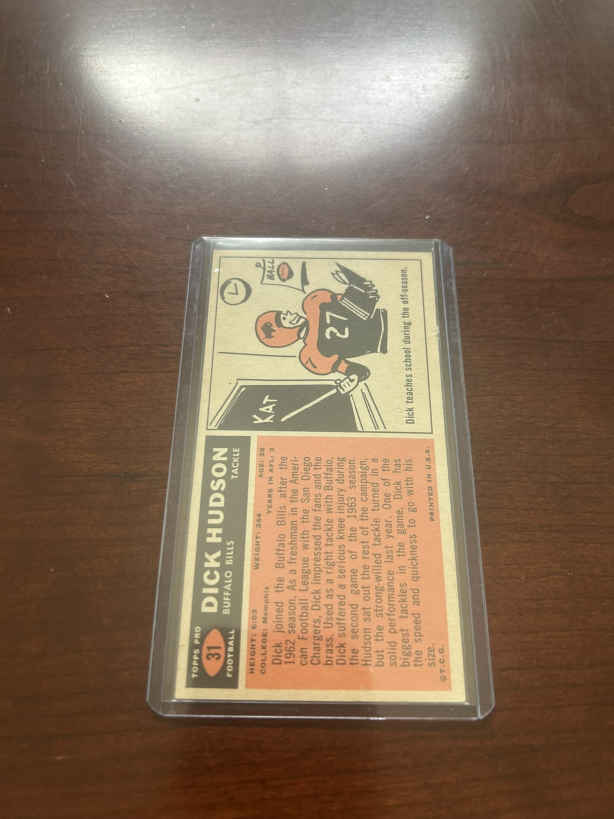 TOPPS PRO
31
FOOTBALL
DICK HUDSON
BUFFALO BILLS TACKLE
HEIGHT: 6:03 WEIGHT: 264 AGE: 26
COLLEGE: Memphis YEARS IN AFL: 3
Dick joined the Buffalo Bills after the
1962 season. As a freshman in the Ameri-
can Football League with the San Diego
Chargers, Dick impressed the fans and the
brass. Used as a right tackle with Buffalo,
Dick suffered a serious knee injury during
the second game of the 1963 season.
Hudson sat out the rest of the campaign,
but the strong-willed tackle turned in a
solid performance last year. One of the
biggest tackles in the game, Dick has
the speed and quickness to go with his
size.
©T.C.G. PRINTED IN U.S.A.
KAT
27
7
BALL
Dick teaches school during the off-season.